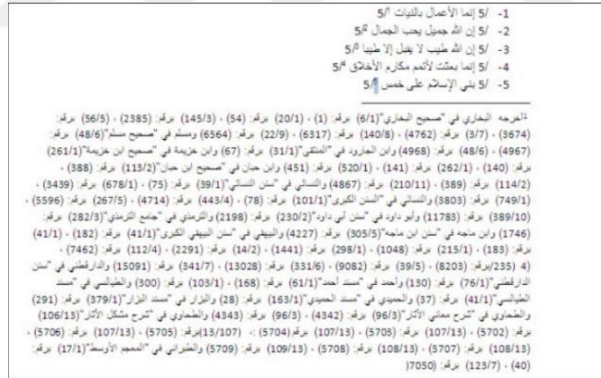 1- /5 إنما الأعمال بالنيات /5¹
2- /5 إن الله جميل يحب الجمال /5²
3- /5 إن الله طيب لا يقبل إلا طيبا /5³
4- /5 إنما بعثت لأتمم مكارم الأخلاق /5⁴
5- /5 بني الإسلام على خمس /5
أخرجه البخاري في "صحيح البخاري"(6/1) برقم: (1) ، (20/1) برقم: (54) ، (145/3) برقم: (2385) ، (56/5) برقم:
(3674) ، (3/7) برقم: (4762) ، (140/8) برقم: (6317) ، (22/9) برقم: (6564) ومسلم في "صحيح مسلم"(48/6) برقم:
(4967) ، (48/6) برقم: (4968) وابن الجارود في "المنتقى"(31/1) برقم: (67) وابن خزيمة في "صحيح ابن خزيمة"(261/1)
برقم: (140) ، (262/1) برقم: (141) ، (520/1) برقم: (451) وابن حبان في "صحيح ابن حبان"(113/2) برقم: (388) ،
(114/2) برقم: (389) ، (210/11) برقم: (4867) والنسائي في "سنن النسائي"(39/1) برقم: (75) ، (678/1) برقم: (3439) ،
(749/1) برقم: (3803) والنسائي في "السنن الكبرى"(101/1) برقم: (78) ، (443/4) برقم: (4714) ، (267/5) برقم: (5596) ،
(389/10) برقم: (11783) وأبو داود في "سنن أبي داود"(230/2) برقم: (2198) والترمذي في "جامع الترمذي"(282/3) برقم:
(1746) وابن ماجه في "سنن ابن ماجه"(305/5) برقم: (4227) والبيهقي في "سنن البيهقي الكبرى"(41/1) برقم: (182) ، (41/1)
برقم: (183) ، (215/1) برقم: (1048) ، (298/1) برقم: (1441) ، (14/2) برقم: (2291) ، (112/4) برقم: (7462) ،
(4 /235) برقم: (8203) ، (39/5) برقم: (9082) ، (331/6) برقم: (13028) ، (341/7) برقم: (15091) والدارقطني في "سنن
الدارقطني"(76/1) برقم: (130) وأحمد في "مسند أحمد"(61/1) برقم: (168) ، (103/1) برقم: (300) والطيالسي في "مسند
الطيالسي"(41/1) برقم: (37) والحميدي في "مسند الحميدي"(163/1) برقم: (28) والبزار في "مسند البزار"(379/1) برقم: (291)
والطحاوي في "شرح معاني الآثار"(96/3) برقم: (4342) ، (96/3) برقم: (4343) والطحاوي في "شرح مشكل الآثار"(106/13)
برقم: (5702) ، (107/13) برقم: (5703) ، (107/13) برقم: (5704) ، (13/107) برقم: (5705) ، (107/13) برقم: (5706) ،
(108/13) برقم: (5707) ، (108/13) برقم: (5708) ، (109/13) برقم: (5709) والطبراني في "المعجم الأوسط"(17/1) برقم:
(40) ، (123/7) برقم: (7050)